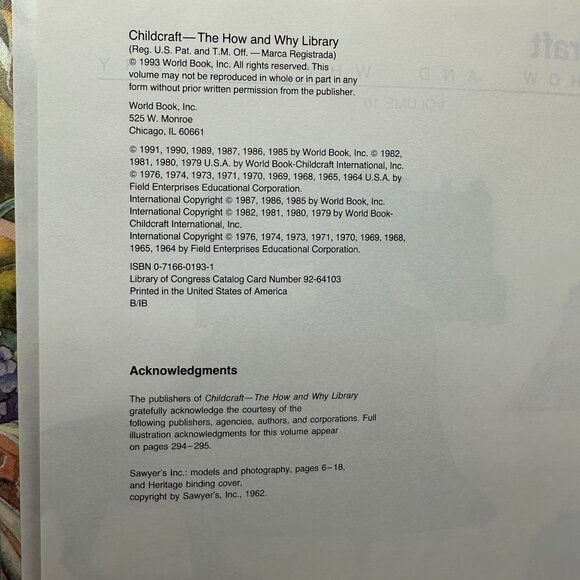 Childcraft—The How and Why Library
(Reg. U.S. Pat. and T.M. Off.—Marca Registrada)
© 1993 World Book, Inc. All rights reserved. This
volume may not be reproduced in whole or in part in any
form without prior written permission from the publisher.
World Book, Inc.
525 W. Monroe
Chicago, IL 60661
© 1991, 1990, 1989, 1987, 1986, 1985 by World Book, Inc. © 1982,
1981, 1980, 1979 U.S.A. by World Book-Childcraft International, Inc.
© 1976, 1974, 1973, 1971, 1970, 1969, 1968, 1965, 1964 U.S.A. by
Field Enterprises Educational Corporation.
International Copyright © 1987, 1986, 1985 by World Book, Inc.
International Copyright © 1982, 1981, 1980, 1979 by World Book-
Childcraft International, Inc.
International Copyright © 1976, 1974, 1973, 1971, 1970, 1969, 1968,
1965, 1964 by Field Enterprises Educational Corporation.
ISBN 0-7166-0193-1
Library of Congress Catalog Card Number 92-64103
Printed in the United States of America
B/IB
Acknowledgments
The publishers of Childcraft—The How and Why Library
gratefully acknowledge the courtesy of the
following publishers, agencies, authors, and corporations. Full
illustration acknowledgments for this volume appear
on pages 294–295.
Sawyer's Inc.: models and photography, pages 6–18,
and Heritage binding cover,
copyright by Sawyer's, Inc., 1962.